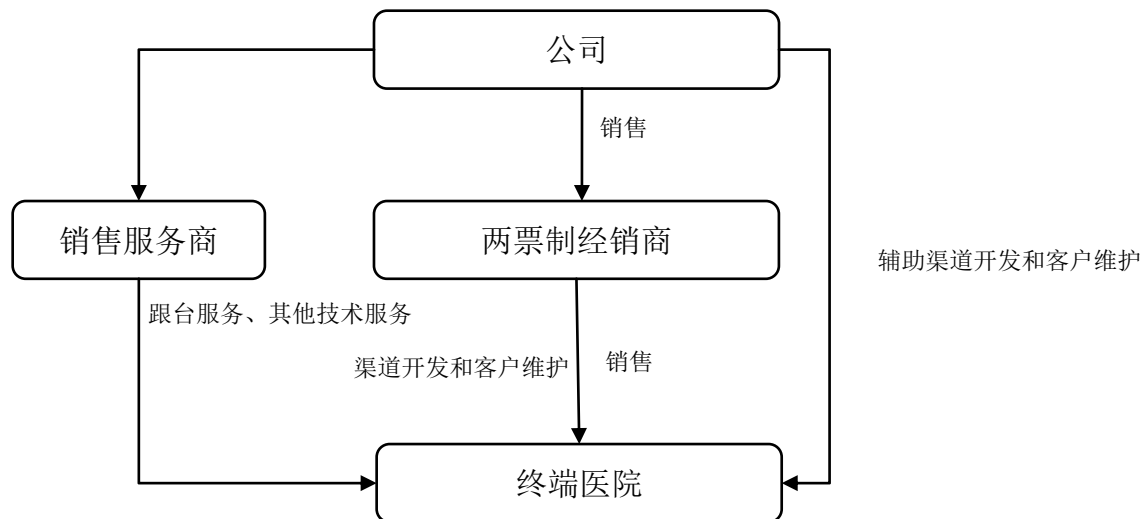 公司
销售
销售服务商
两票制经销商
辅助渠道开发和客户维护
跟台服务、其他技术服务
渠道开发和客户维护
销售
终端医院